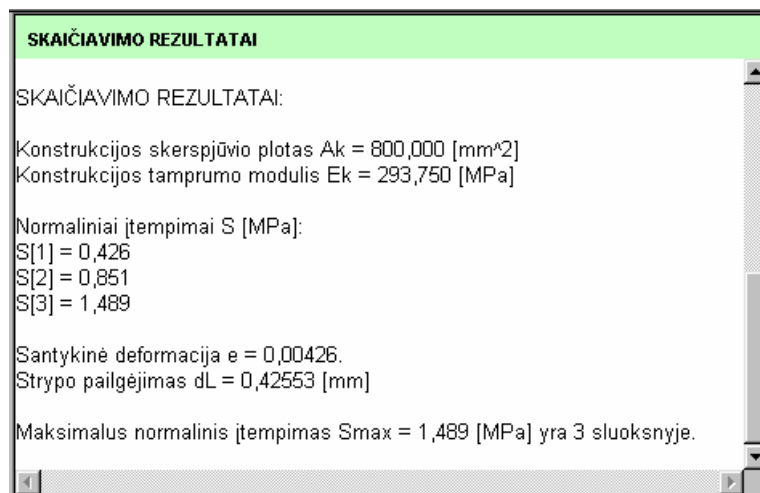 SKAIČIAVIMO REZULTATAI
SKAIČIAVIMO REZULTATAI:
Konstrukcijos skerspjūvio plotas Ak = 800,000 [mm^2]
Konstrukcijos tamprumo modulis Ek = 293,750 [MPa]
Normaliniai įtempimai S [MPa]:
S[1] = 0,426
S[2] = 0,851
S[3] = 1,489
Santykinė deformacija e = 0,00426.
Strypo pailgėjimas dL = 0,42553 [mm]
Maksimalus normalinis įtempimas Smax = 1,489 [MPa] yra 3 sluoksnyje.